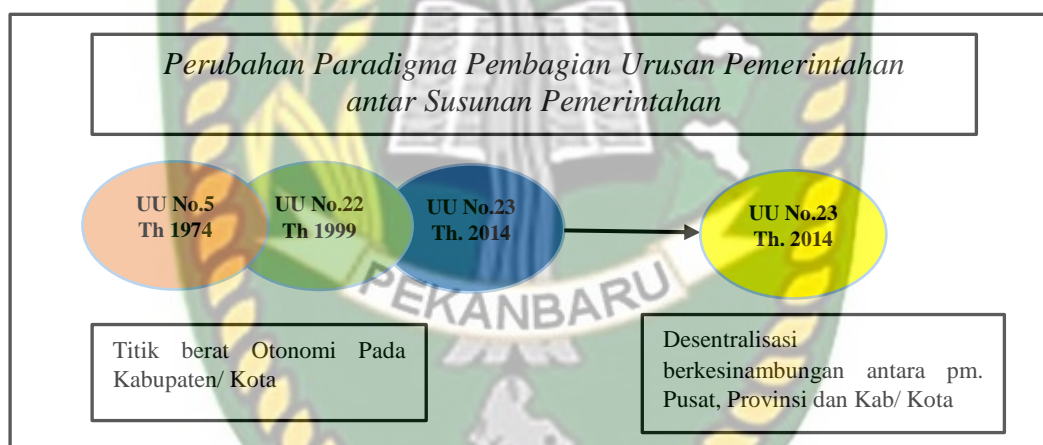 Perubahan Paradigma Pembagian Urusan Pemerintahan
antar Susunan Pemerintahan
UU No.5
Th 1974
UU No.22
Th 1999
UU No.23
Th. 2014
UU No.23
Th. 2014
PEKANBARU
Titik berat Otonomi Pada
Kabupaten/ Kota
Desentralisasi
berkesinambungan antara pm.
Pusat, Provinsi dan Kab/ Kota